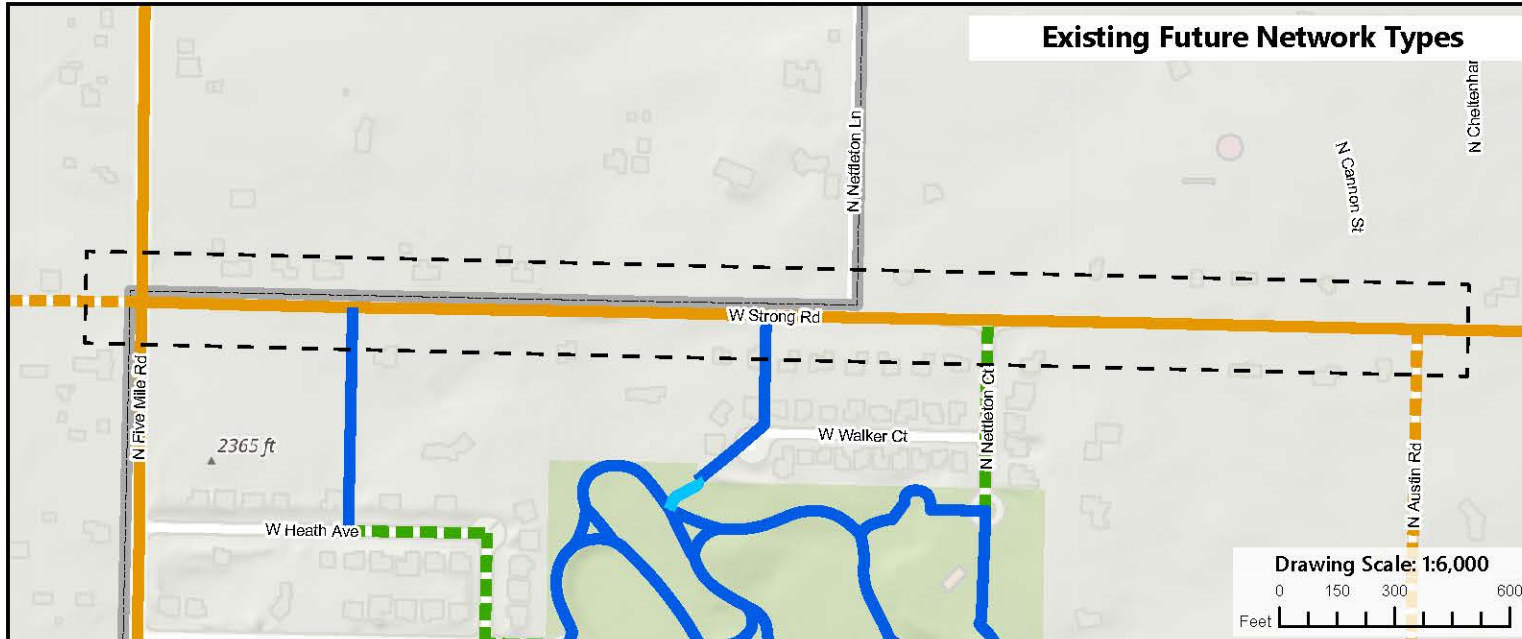 Existing Future Network Types
N Cheltenham
N Nettleton Ln
N Cannon St
W Strong Rd
N Five Mile Rd
2365 ft
W Walker Ct
N Nettleton Ct
N Austin Rd
W Heath Ave
Drawing Scale: 1:6,000
0 150 300 600
Feet